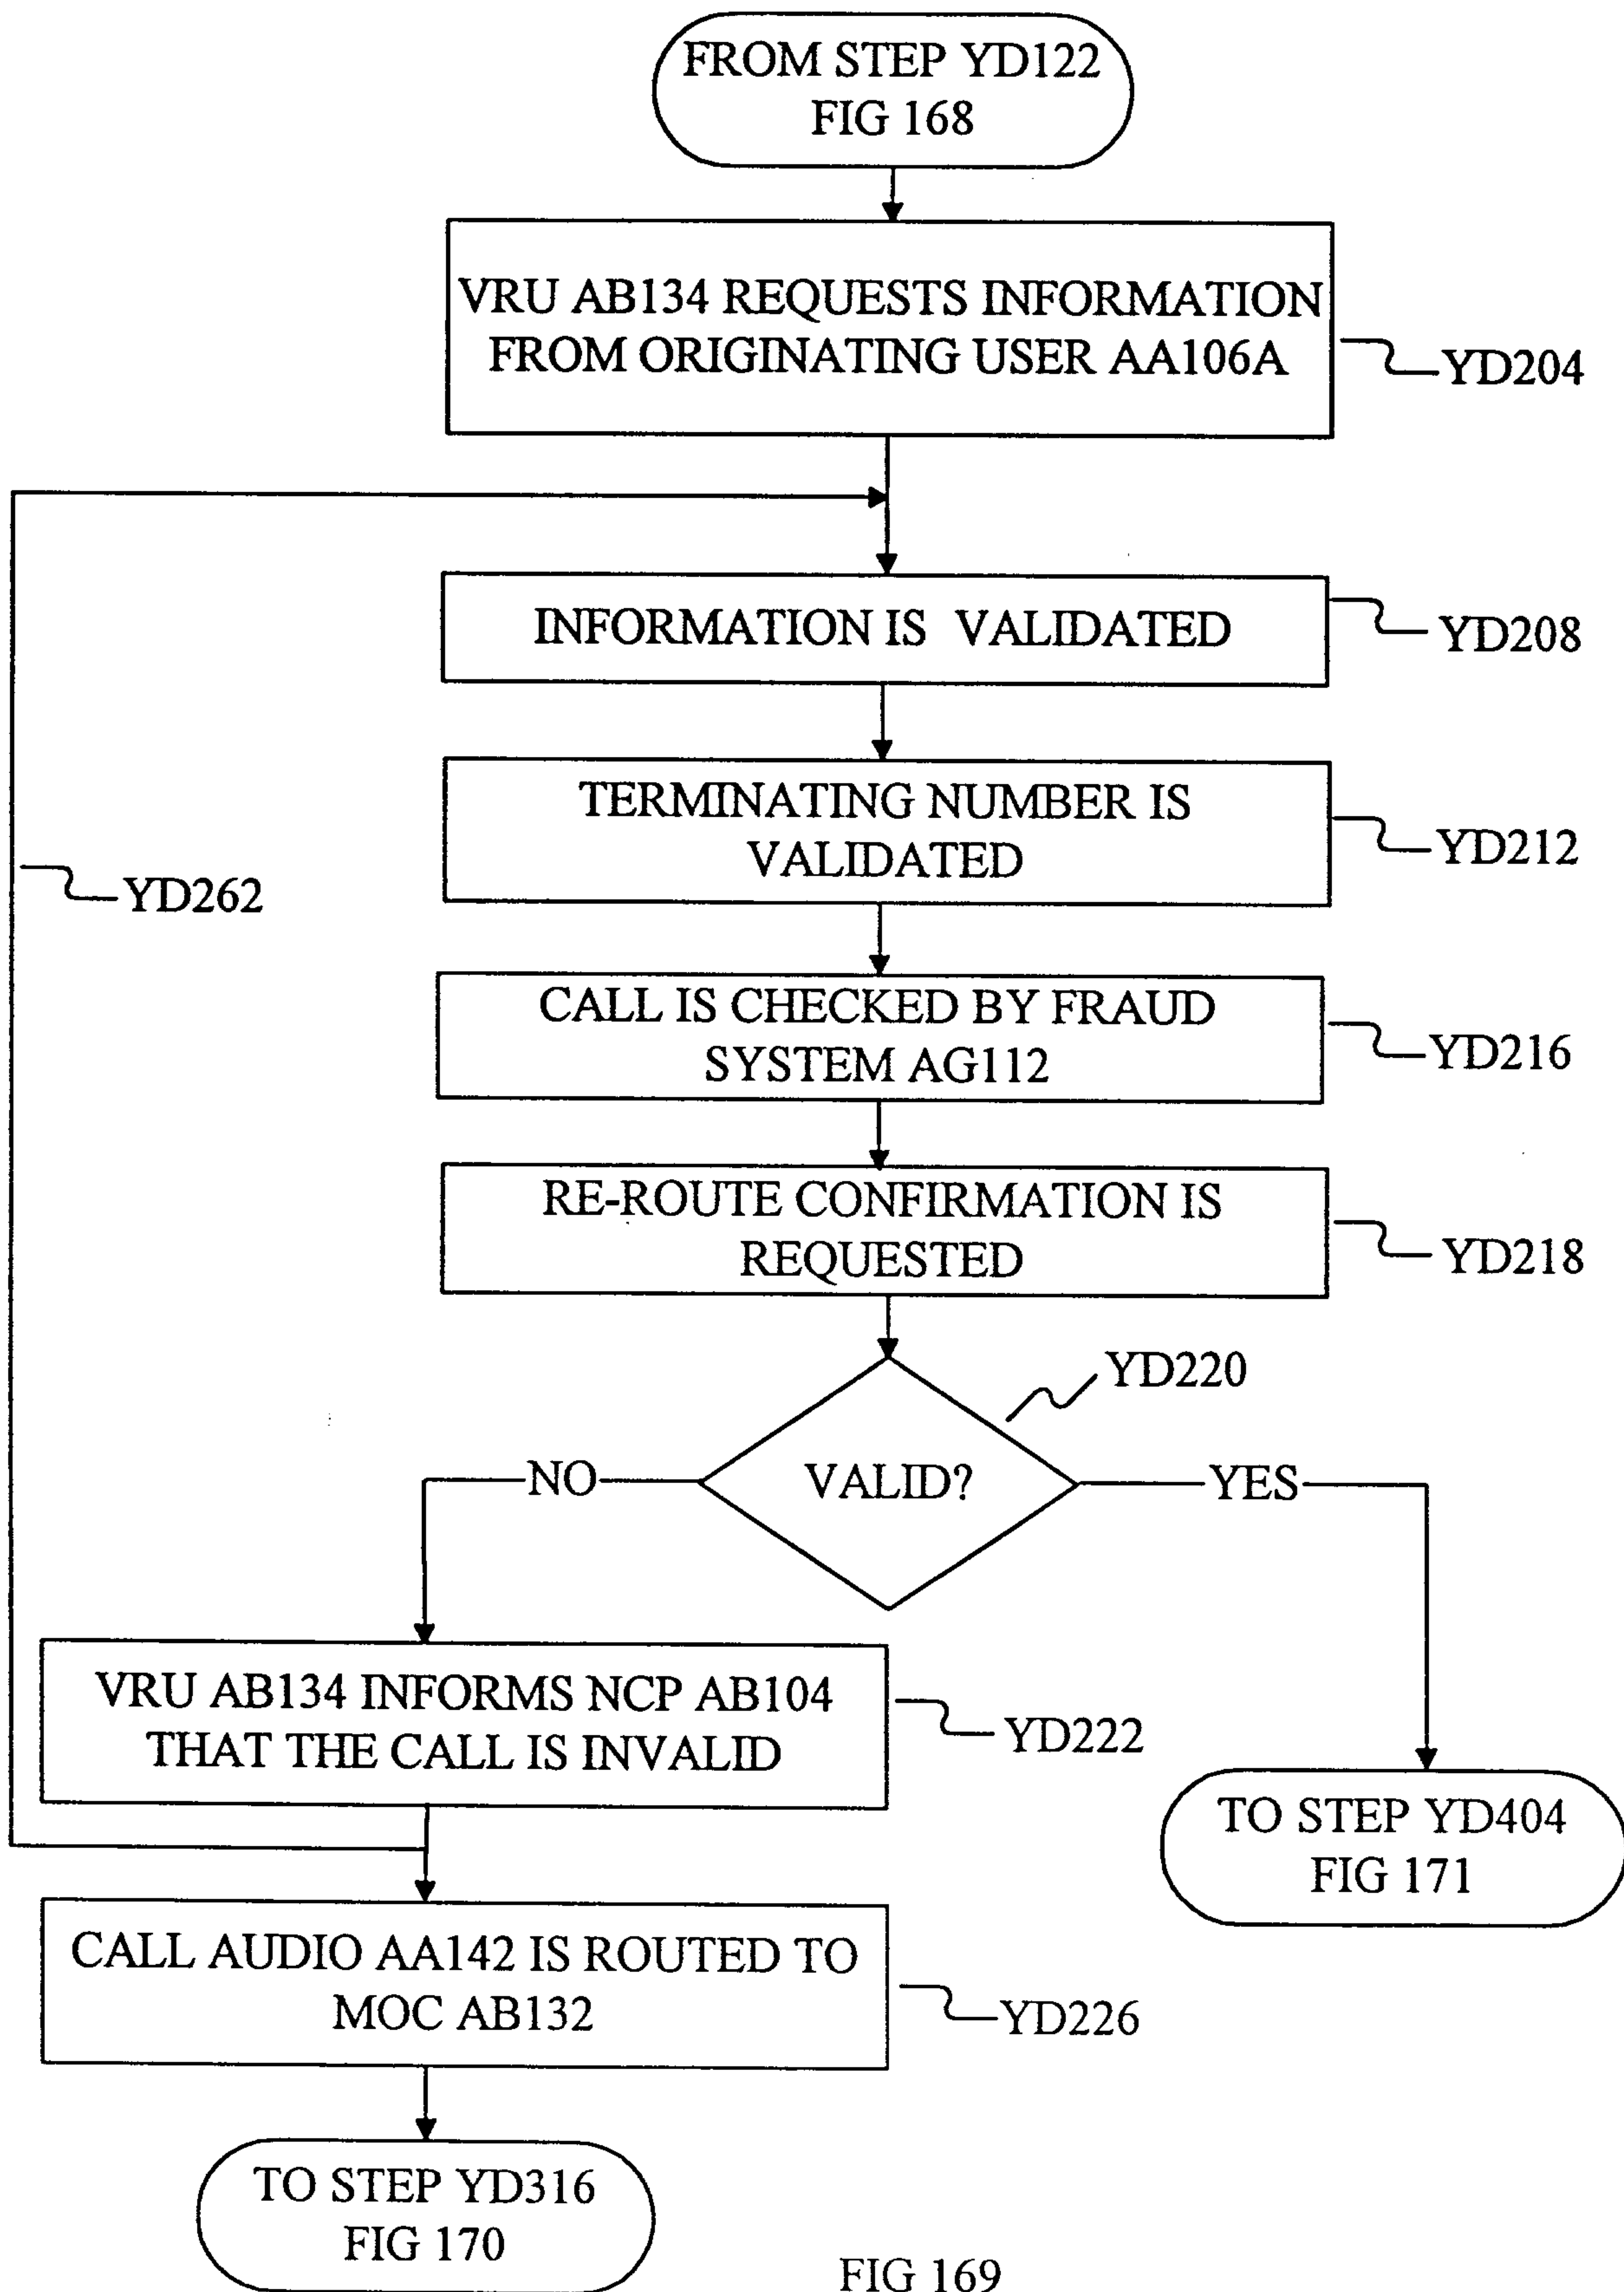 FROM STEP YD122
FIG 168
VRU AB134 REQUESTS INFORMATION
FROM ORIGINATING USER AA106A
YD204
INFORMATION IS VALIDATED
YD208
TERMINATING NUMBER IS
VALIDATED
YD212
YD262
CALL IS CHECKED BY FRAUD
SYSTEM AG112
YD216
RE-ROUTE CONFIRMATION IS
REQUESTED
YD218
YD220
NO
VALID?
YES
VRU AB134 INFORMS NCP AB104
THAT THE CALL IS INVALID
YD222
TO STEP YD404
FIG 171
CALL AUDIO AA142 IS ROUTED TO
MOC AB132
YD226
TO STEP YD316
FIG 170
FIG 169